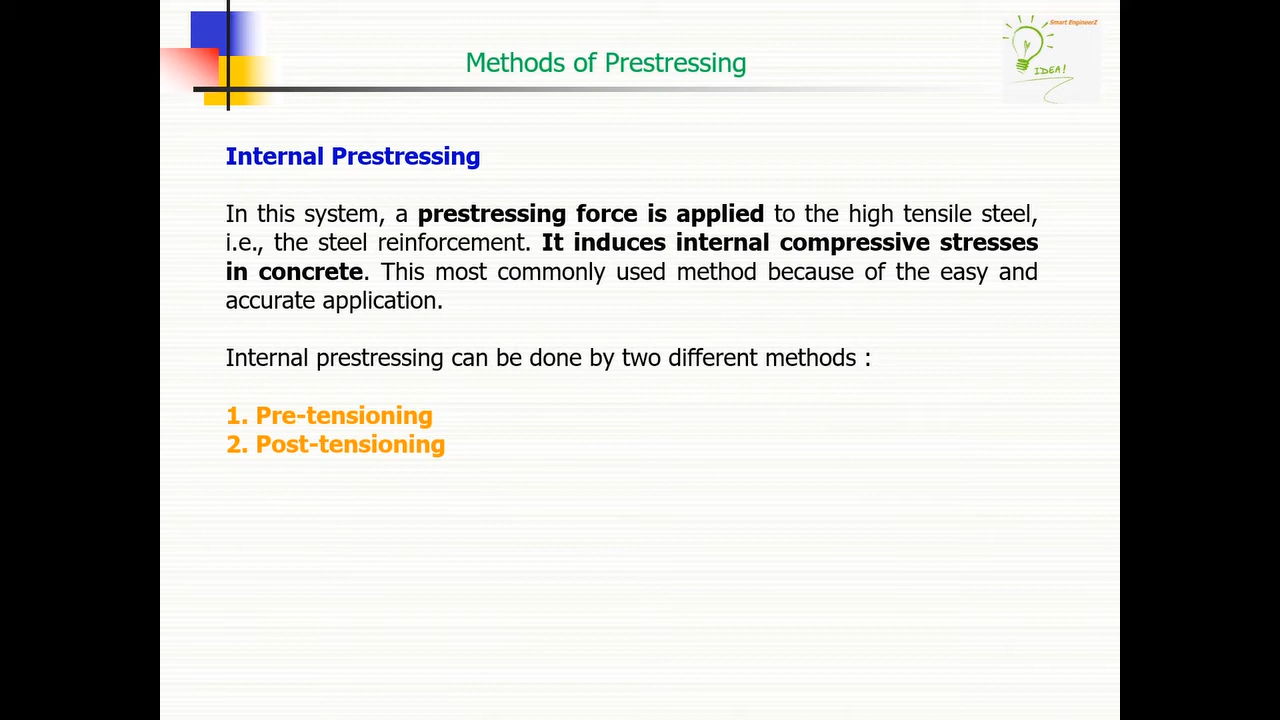 Smart EngineerZ
IDEA!
Methods of Prestressing
Internal Prestressing
In this system, a prestressing force is applied to the high tensile steel,
i.e., the steel reinforcement. It induces internal compressive stresses
in concrete. This most commonly used method because of the easy and
accurate application.
Internal prestressing can be done by two different methods :
1. Pre-tensioning
2. Post-tensioning